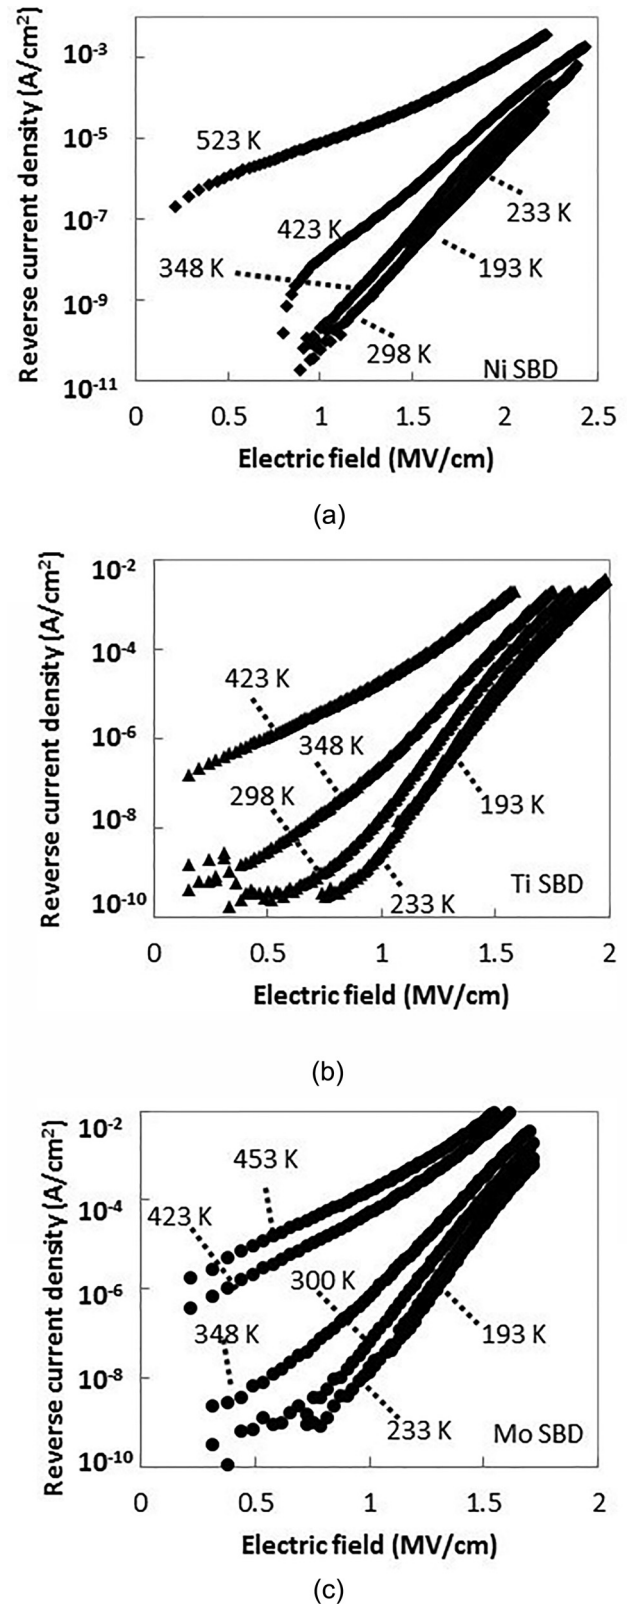 Reverse current density (A/cm²)
10⁻³
10⁻⁵
10⁻⁷
10⁻⁹
10⁻¹¹
523 K
423 K
348 K
233 K
193 K
298 K
Ni SBD
0 0.5 1 1.5 2 2.5
Electric field (MV/cm)
(a)
Reverse current density (A/cm²)
10⁻²
10⁻⁴
10⁻⁶
10⁻⁸
10⁻¹⁰
423 K
348 K
298 K
193 K
233 K
Ti SBD
0 0.5 1 1.5 2
Electric field (MV/cm)
(b)
Reverse current density (A/cm²)
10⁻²
10⁻⁴
10⁻⁶
10⁻⁸
10⁻¹⁰
453 K
423 K
300 K
348 K
193 K
233 K
Mo SBD
0 0.5 1 1.5 2
Electric field (MV/cm)
(c)